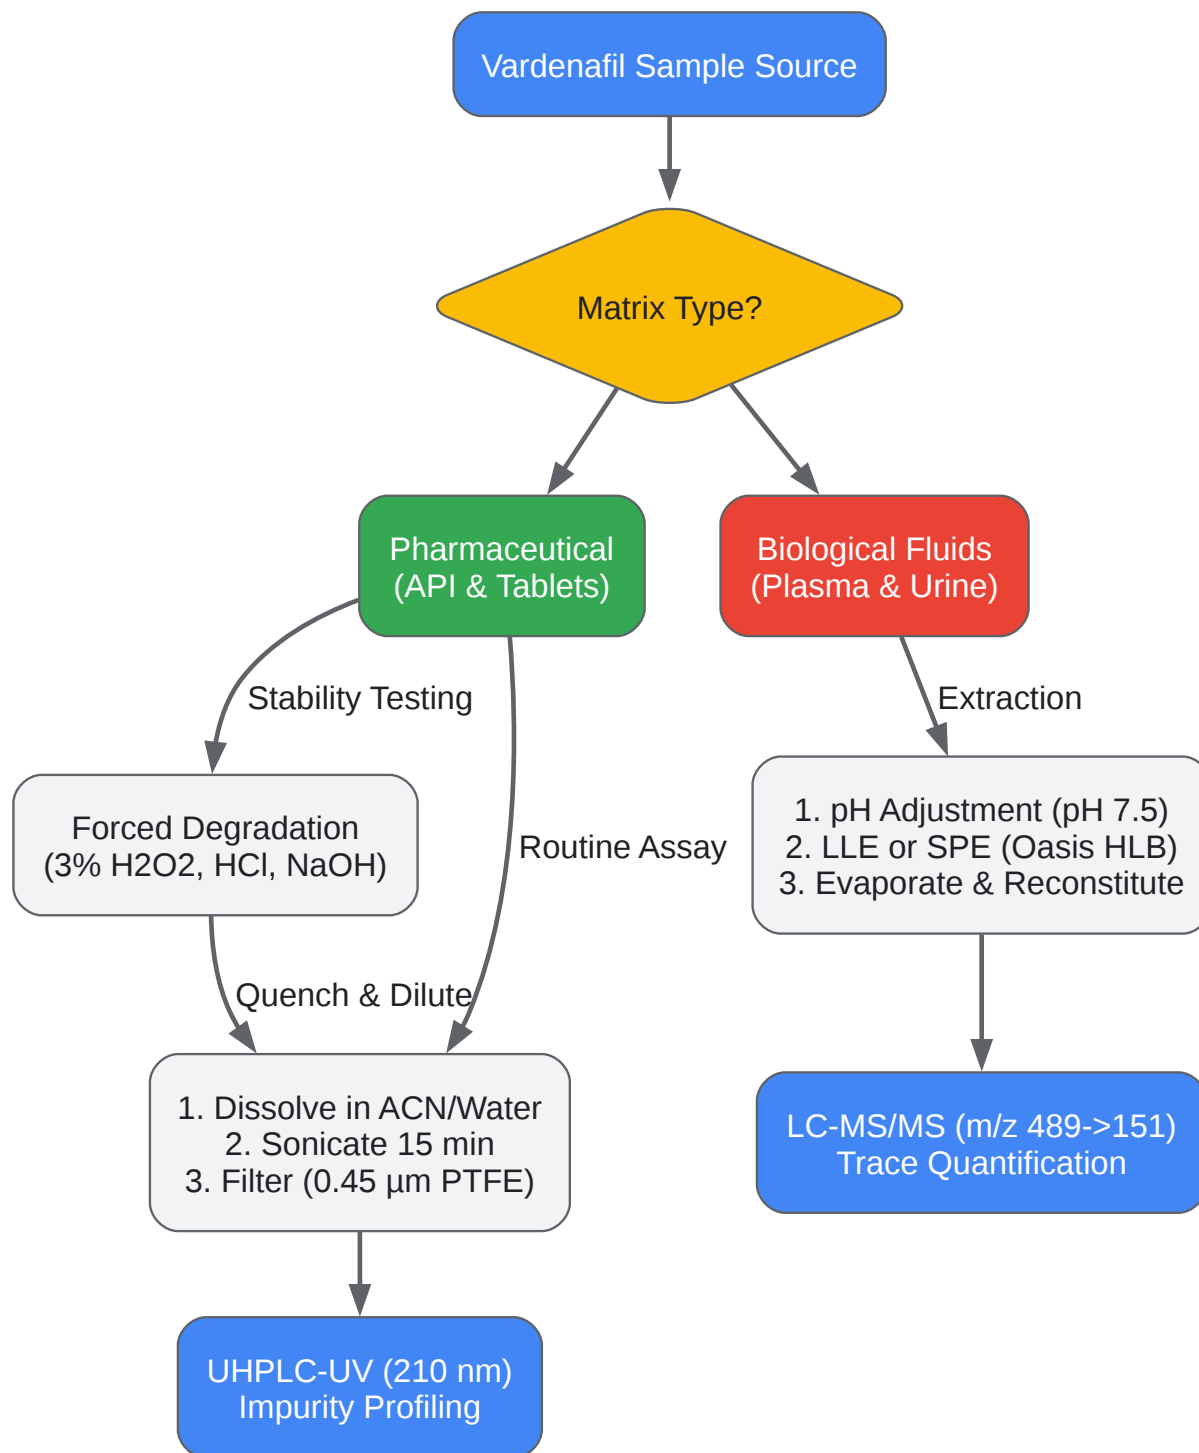 Vardenafil Sample Source
Matrix Type?
Pharmaceutical
(API & Tablets)
Biological Fluids
(Plasma & Urine)
Stability Testing
Extraction
Forced Degradation
(3% H2O2, HCl, NaOH)
Routine Assay
1. pH Adjustment (pH 7.5)
2. LLE or SPE (Oasis HLB)
3. Evaporate & Reconstitute
Quench & Dilute
1. Dissolve in ACN/Water
2. Sonicate 15 min
3. Filter (0.45 µm PTFE)
LC-MS/MS (m/z 489->151)
Trace Quantification
UHPLC-UV (210 nm)
Impurity Profiling